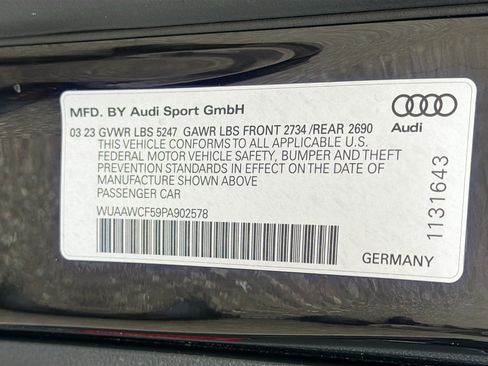 MFD. BY Audi Sport GmbH
03 23 GVWR LBS 5247 GAWR LBS FRONT 2734 /REAR 2690
THIS VEHICLE CONFORMS TO ALL APPLICABLE U.S.
FEDERAL MOTOR VEHICLE SAFETY, BUMPER AND THEFT
PREVENTION STANDARDS IN EFFECT ON THE DATE OF
MANUFACTURE SHOWN ABOVE
PASSENGER CAR
WUAAWCF59PA902578
Audi
1131643
GERMANY